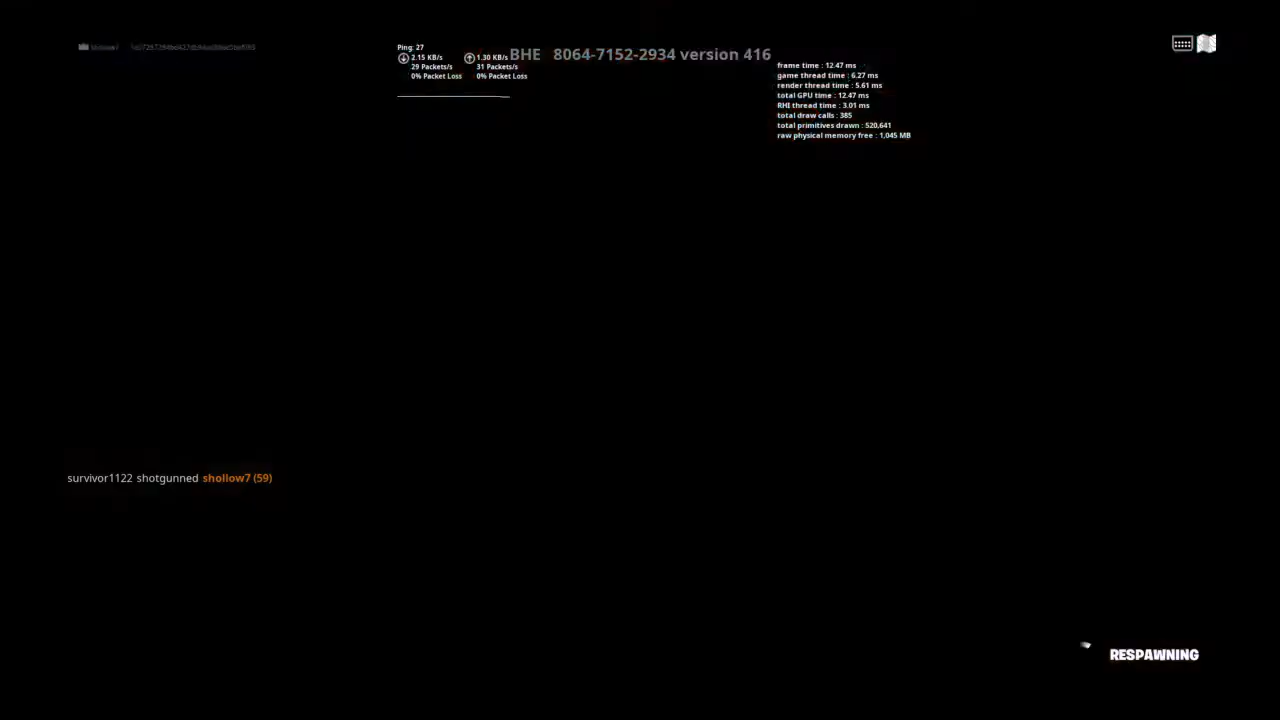 Ping: 27
2.15 KB/s 1.30 KB/s
29 Packets/s 31 Packets/s
0% Packet Loss 0% Packet Loss
BHE 8064-7152-2934 version 416
frame time : 12.47 ms
game thread time : 6.27 ms
render thread time : 5.61 ms
total GPU time : 12.47 ms
RHI thread time : 3.01 ms
total draw calls : 385
total primitives drawn : 520,641
raw physical memory free : 1,045 MB
survivor1122 shotgunned shollow7 (59)
RESPAWNING